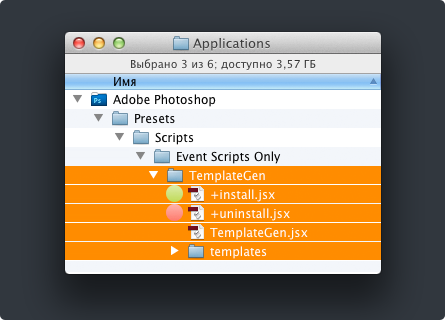 Applications
Выбрано 3 из 6; доступно 3,57 ГБ
Имя
Ps Adobe Photoshop
Presets
Scripts
Event Scripts Only
TemplateGen
+install.jsx
+uninstall.jsx
TemplateGen.jsx
templates